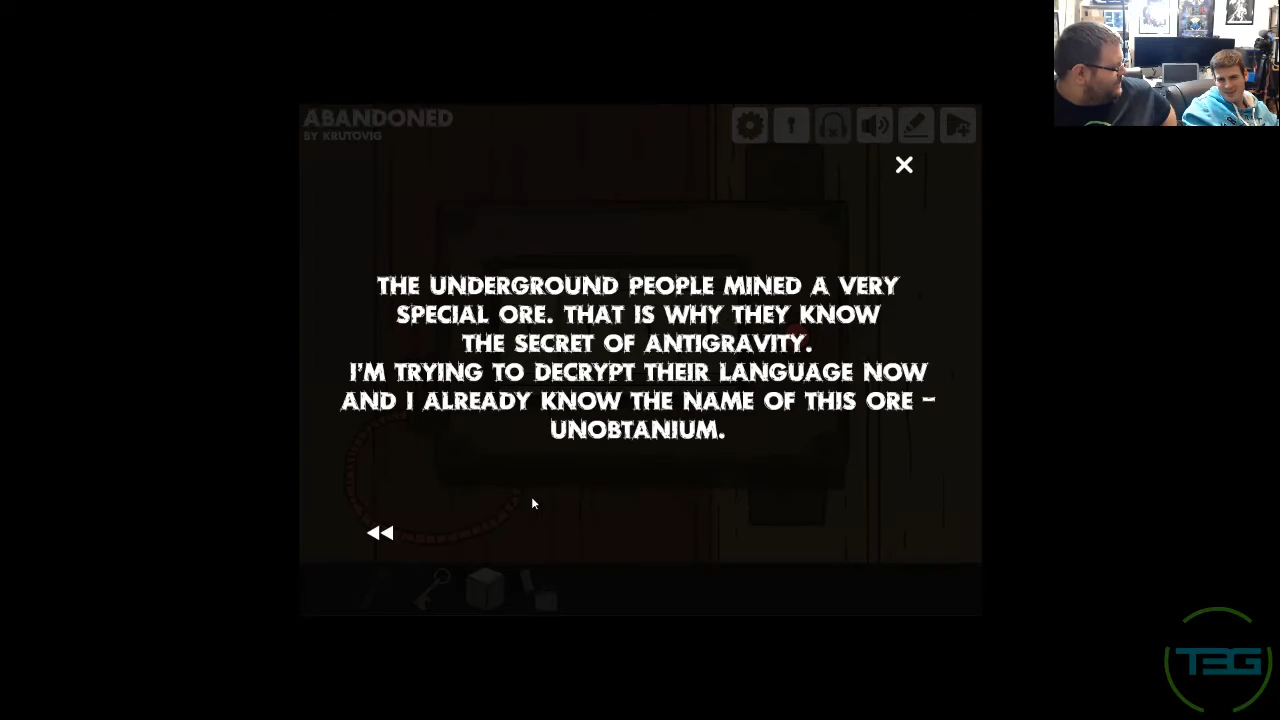 ABANDONED
BY KRUTOVIG
THE UNDERGROUND PEOPLE MINED A VERY
SPECIAL ORE. THAT IS WHY THEY KNOW
THE SECRET OF ANTIGRAVITY.
I'M TRYING TO DECRYPT THEIR LANGUAGE NOW
AND I ALREADY KNOW THE NAME OF THIS ORE -
UNOBTANIUM.
TBG